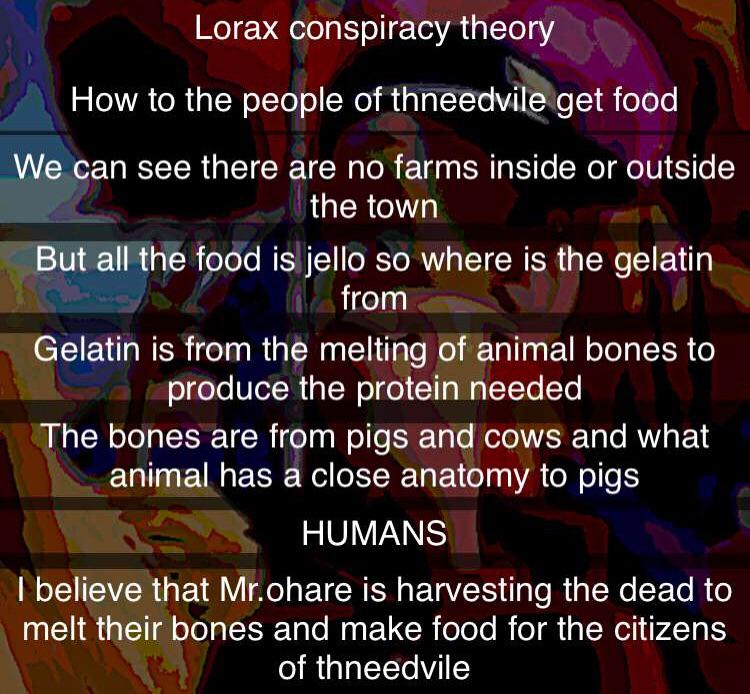 Lorax conspiracy theory
How to the people of thneedvile get food
We can see there are no farms inside or outside
the town
But all the food is jello so where is the gelatin
from
Gelatin is from the melting of animal bones to
produce the protein needed
The bones are from pigs and cows and what
animal has a close anatomy to pigs
HUMANS
I believe that Mr.ohare is harvesting the dead to
melt their bones and make food for the citizens
of thneedvile